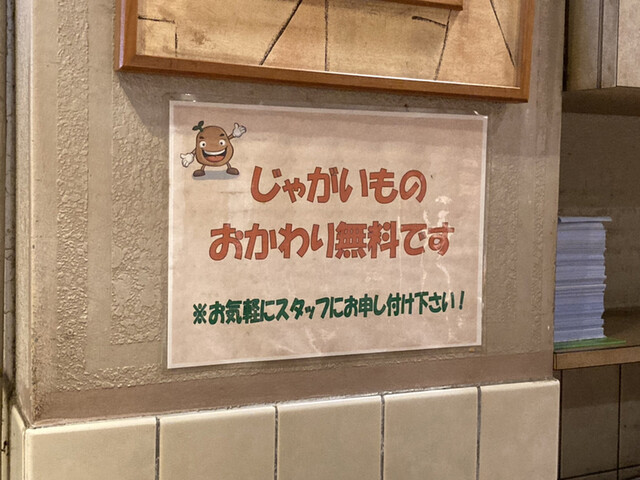 じゃがいもの
おかわり無料です
※お気軽にスタッフにお申し付け下さい！